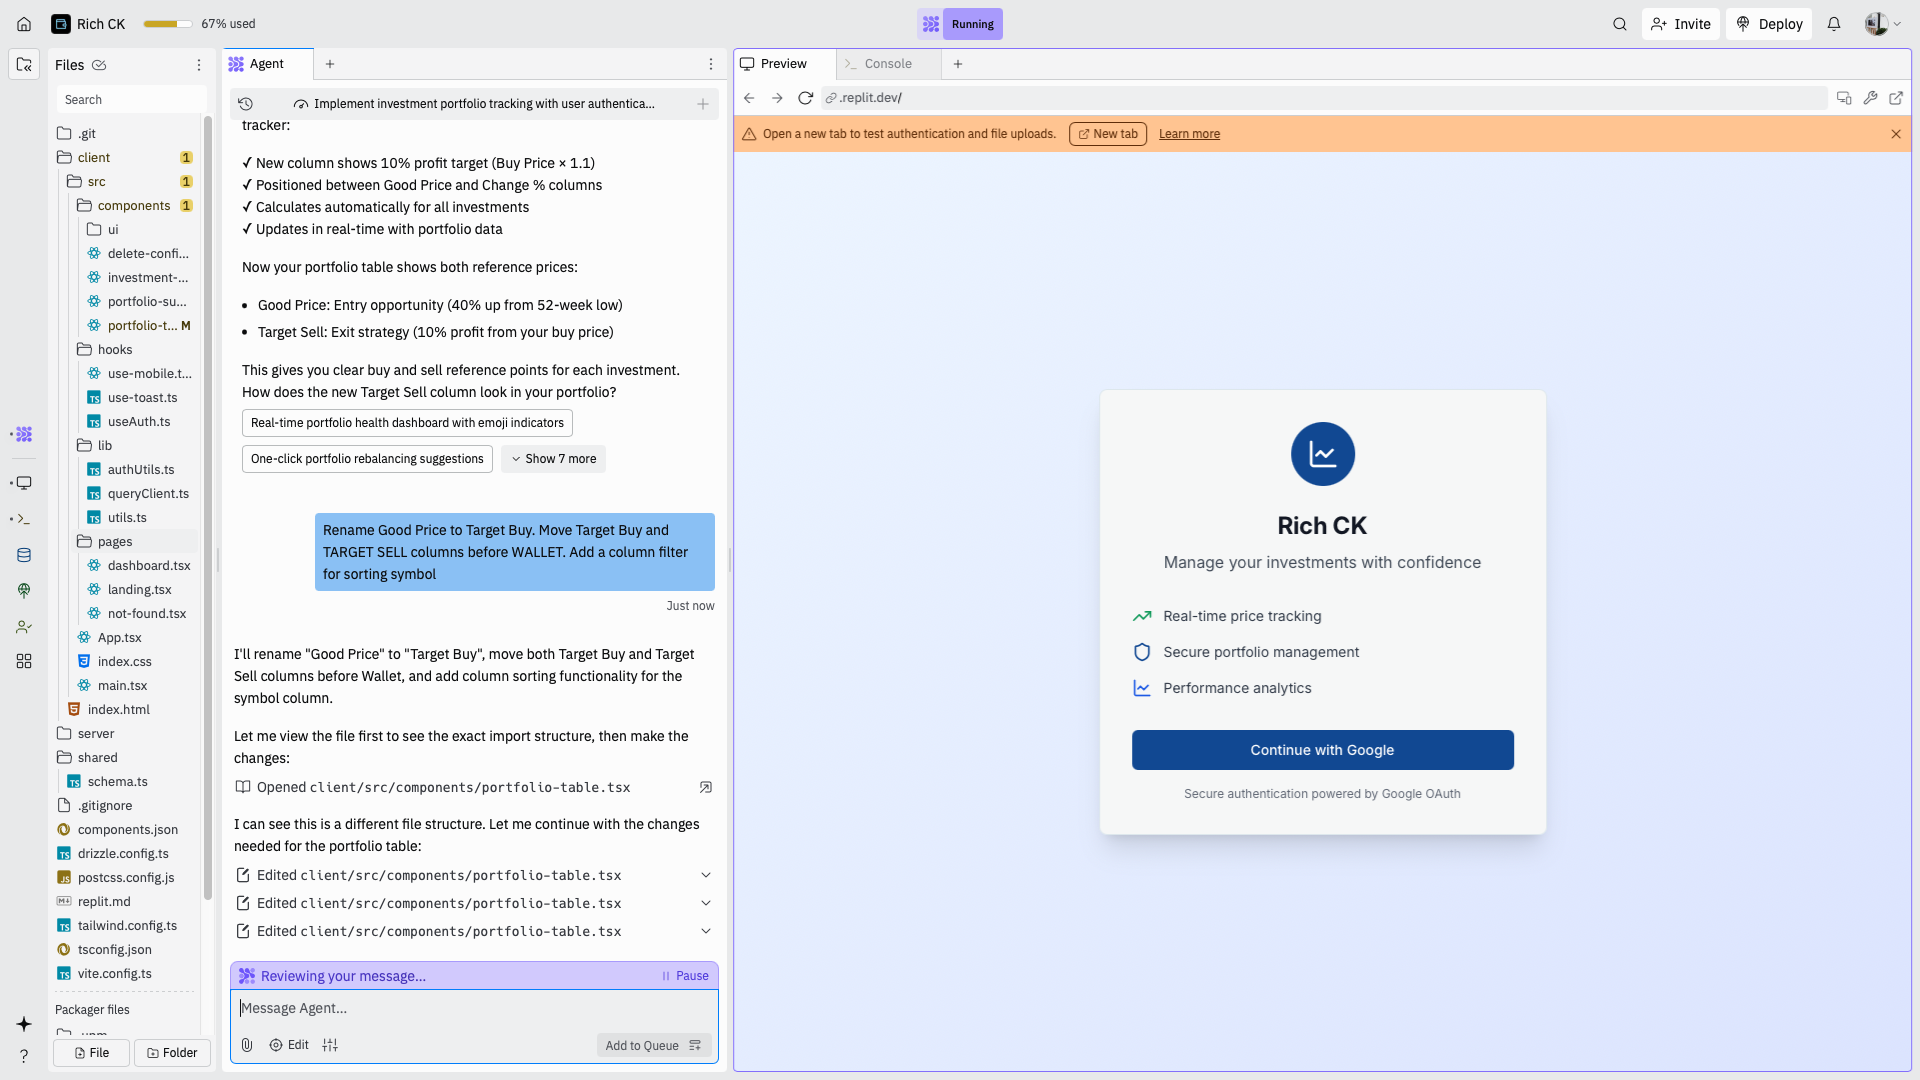 Rich CK
67% used
Running
Invite
Deploy
Files
Search
.git
client
1
src
1
components
1
ui
delete-confi...
investment-...
portfolio-su...
portfolio-t... M
hooks
use-mobile.t...
use-toast.ts
useAuth.ts
lib
authUtils.ts
queryClient.ts
utils.ts
pages
dashboard.tsx
landing.tsx
not-found.tsx
App.tsx
index.css
main.tsx
index.html
server
shared
schema.ts
.gitignore
components.json
drizzle.config.ts
postcss.config.js
replit.md
tailwind.config.ts
tsconfig.json
vite.config.ts
Packager files
File
Folder
Agent
Implement investment portfolio tracking with user authentica...
tracker:
✓ New column shows 10% profit target (Buy Price × 1.1)
✓ Positioned between Good Price and Change % columns
✓ Calculates automatically for all investments
✓ Updates in real-time with portfolio data
Now your portfolio table shows both reference prices:
• Good Price: Entry opportunity (40% up from 52-week low)
• Target Sell: Exit strategy (10% profit from your buy price)
This gives you clear buy and sell reference points for each investment.
How does the new Target Sell column look in your portfolio?
Real-time portfolio health dashboard with emoji indicators
One-click portfolio rebalancing suggestions
Show 7 more
Rename Good Price to Target Buy. Move Target Buy and
TARGET SELL columns before WALLET. Add a column filter
for sorting symbol
Just now
I'll rename "Good Price" to "Target Buy", move both Target Buy and Target
Sell columns before Wallet, and add column sorting functionality for the
symbol column.
Let me view the file first to see the exact import structure, then make the
changes:
Opened client/src/components/portfolio-table.tsx
I can see this is a different file structure. Let me continue with the changes
needed for the portfolio table:
Edited client/src/components/portfolio-table.tsx
Edited client/src/components/portfolio-table.tsx
Edited client/src/components/portfolio-table.tsx
Reviewing your message...
Pause
Message Agent...
Edit
Add to Queue
Preview
Console
.replit.dev/
Open a new tab to test authentication and file uploads.
New tab
Learn more
Rich CK
Manage your investments with confidence
Real-time price tracking
Secure portfolio management
Performance analytics
Continue with Google
Secure authentication powered by Google OAuth